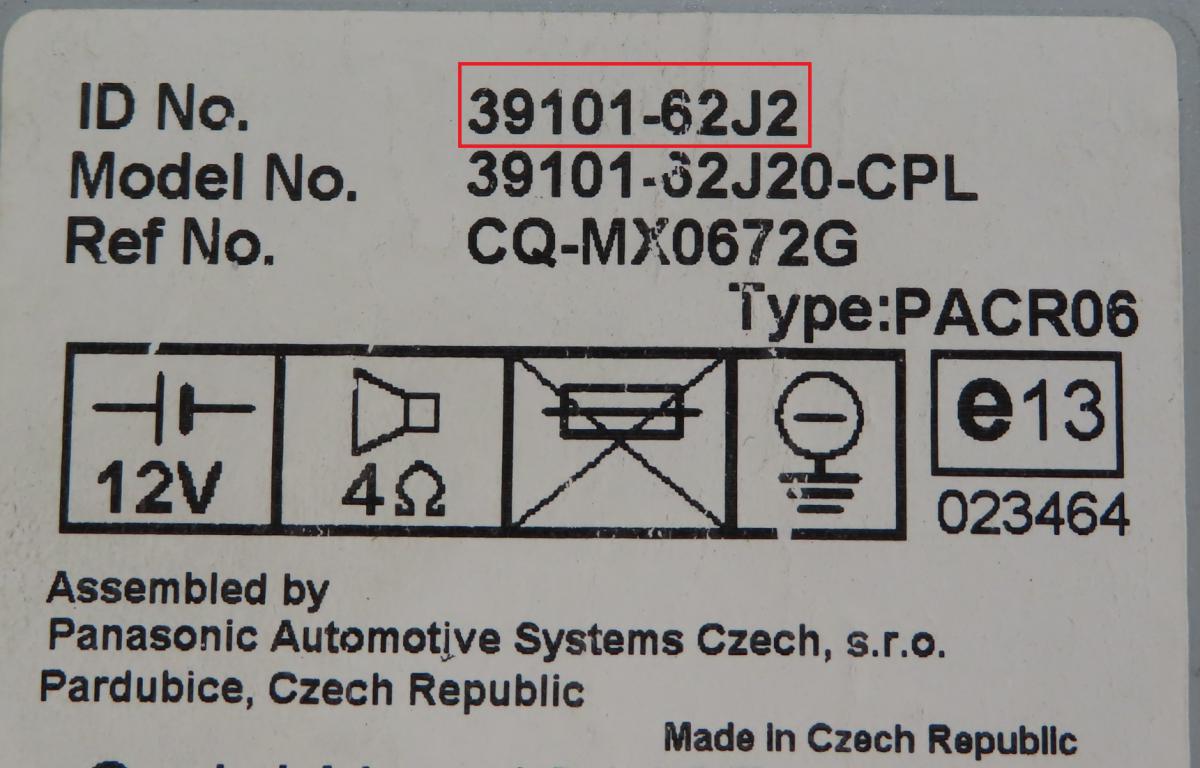 ID No. 39101-62J2
Model No. 39101-62J20-CPL
Ref No. CQ-MX0672G
Type:PACR06
12V 4Ω e13
023464
Assembled by
Panasonic Automotive Systems Czech, s.r.o.
Pardubice, Czech Republic
Made in Czech Republic